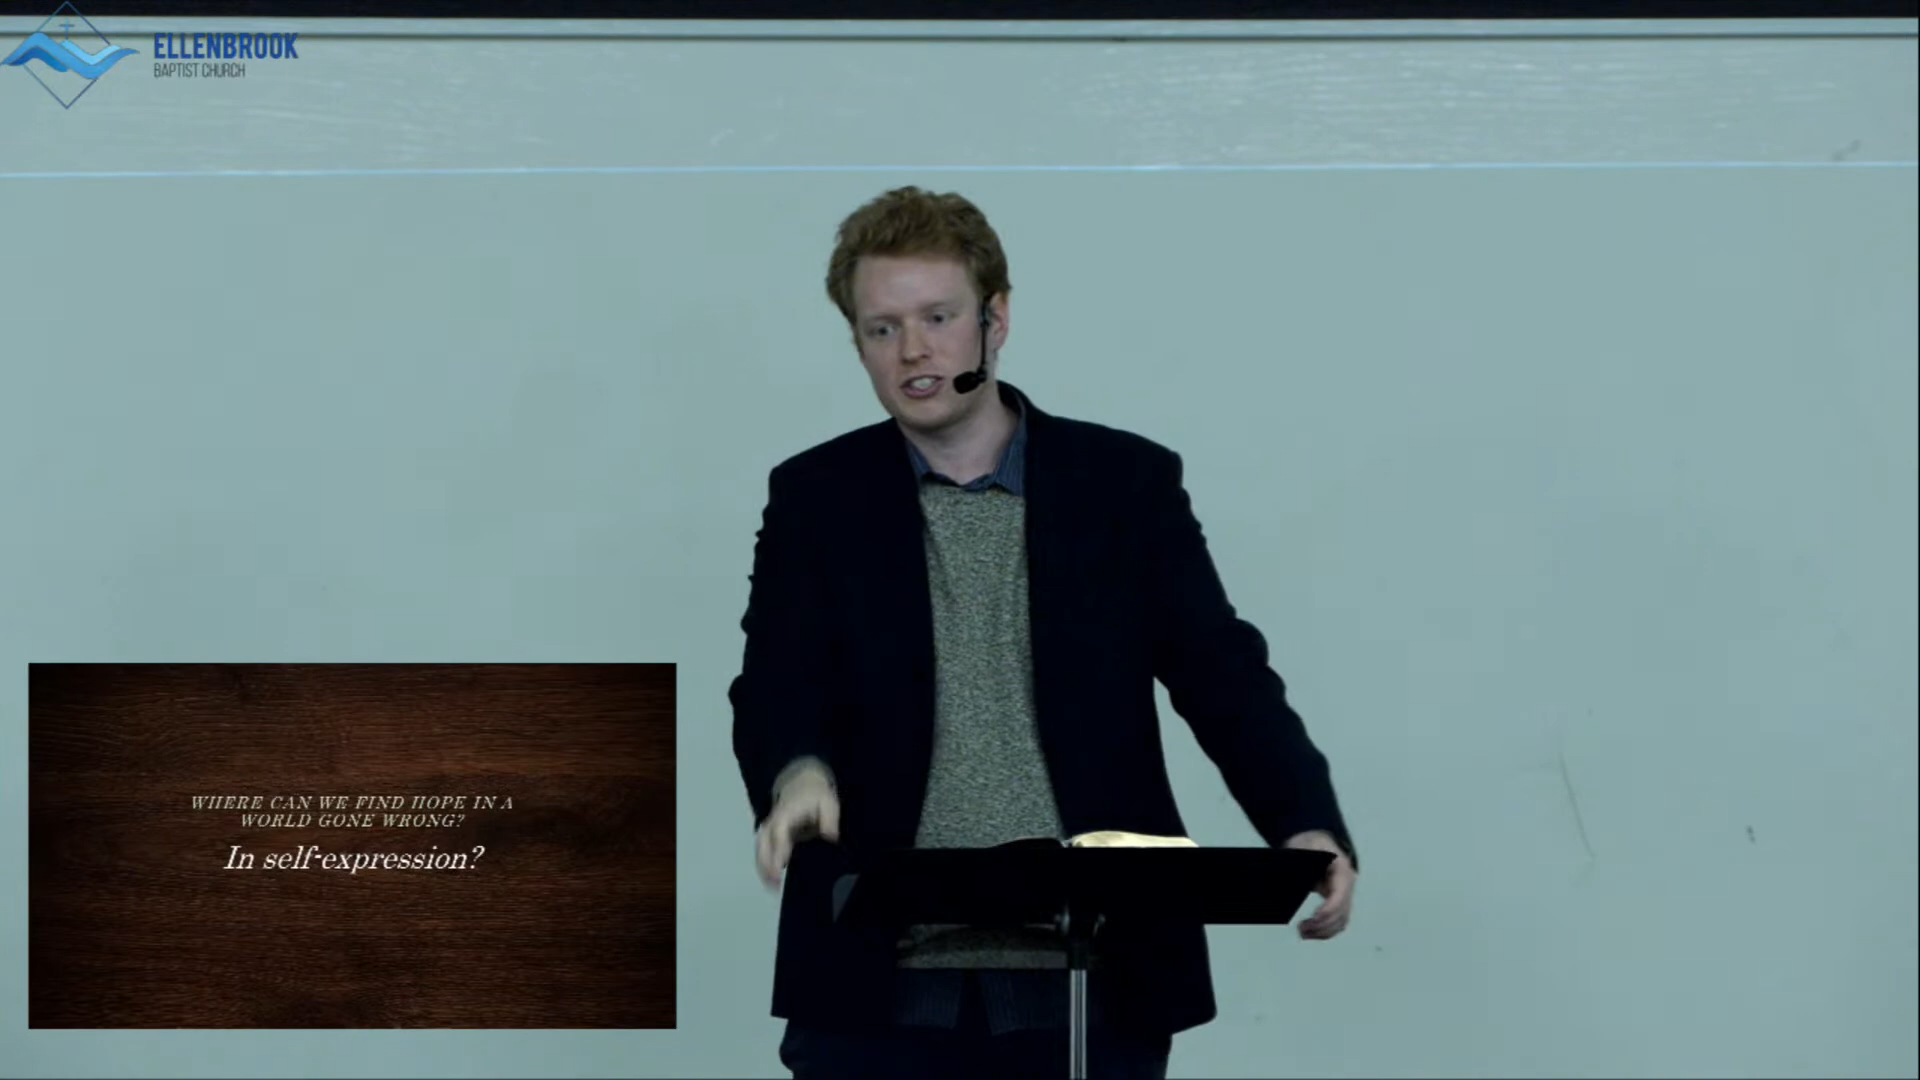 ELLENBROOK
BAPTIST CHURCH
WHERE CAN WE FIND HOPE IN A
WORLD GONE WRONG?
In self-expression?